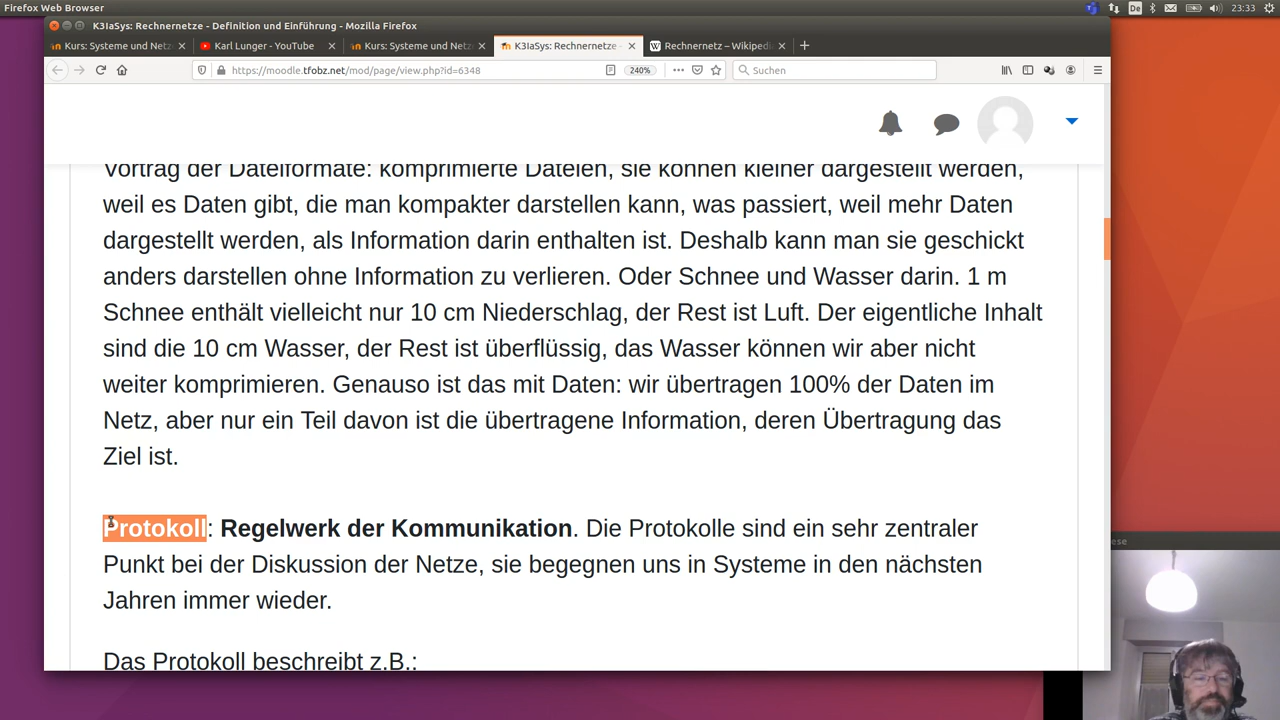 Firefox Web Browser
De
23:33
K3IaSys: Rechnernetze - Definition und Einführung - Mozilla Firefox
Kurs: Systeme und Netz
Karl Lunger - YouTube
Kurs: Systeme und Netz
K3IaSys: Rechnernetze -
Rechnernetz – Wikipedi
https://moodle.tfobz.net/mod/page/view.php?id=6348
240%
Suchen
Vortrag der Dateiformate: komprimierte Dateien, sie können kleiner dargestellt werden,
weil es Daten gibt, die man kompakter darstellen kann, was passiert, weil mehr Daten
dargestellt werden, als Information darin enthalten ist. Deshalb kann man sie geschickt
anders darstellen ohne Information zu verlieren. Oder Schnee und Wasser darin. 1 m
Schnee enthält vielleicht nur 10 cm Niederschlag, der Rest ist Luft. Der eigentliche Inhalt
sind die 10 cm Wasser, der Rest ist überflüssig, das Wasser können wir aber nicht
weiter komprimieren. Genauso ist das mit Daten: wir übertragen 100% der Daten im
Netz, aber nur ein Teil davon ist die übertragene Information, deren Übertragung das
Ziel ist.
Protokoll: Regelwerk der Kommunikation. Die Protokolle sind ein sehr zentraler
Punkt bei der Diskussion der Netze, sie begegnen uns in Systeme in den nächsten
Jahren immer wieder.
Das Protokoll beschreibt z.B.: